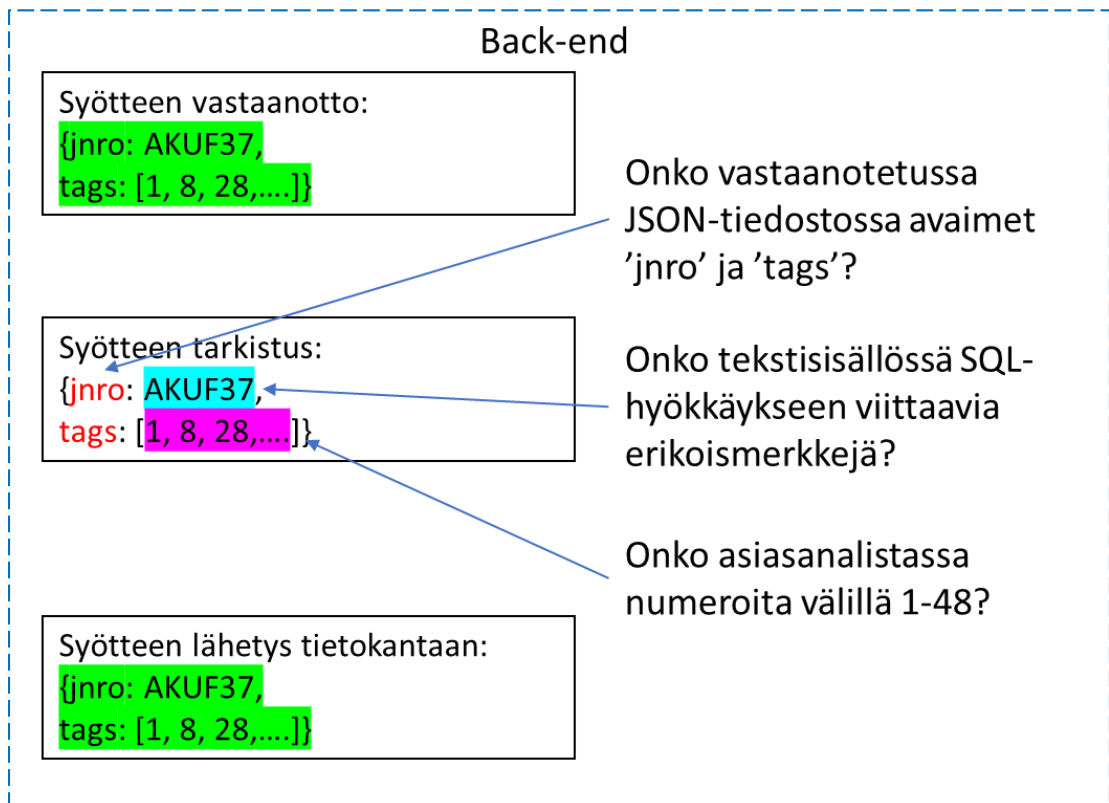 Back-end
Syötteen vastaanotto:
{jnro: AKUF37,
tags: [1, 8, 28,....]}
Onko vastaanotetussa
JSON-tiedostossa avaimet
’jnro’ ja ’tags’?
Syötteen tarkistus:
{jnro: AKUF37,
tags: [1, 8, 28,....]}
Onko tekstisisällössä SQL-
hyökkäykseen viittaavia
erikoismerkkejä?
Onko asiasanalistassa
numeroita välillä 1-48?
Syötteen lähetys tietokantaan:
{jnro: AKUF37,
tags: [1, 8, 28,....]}